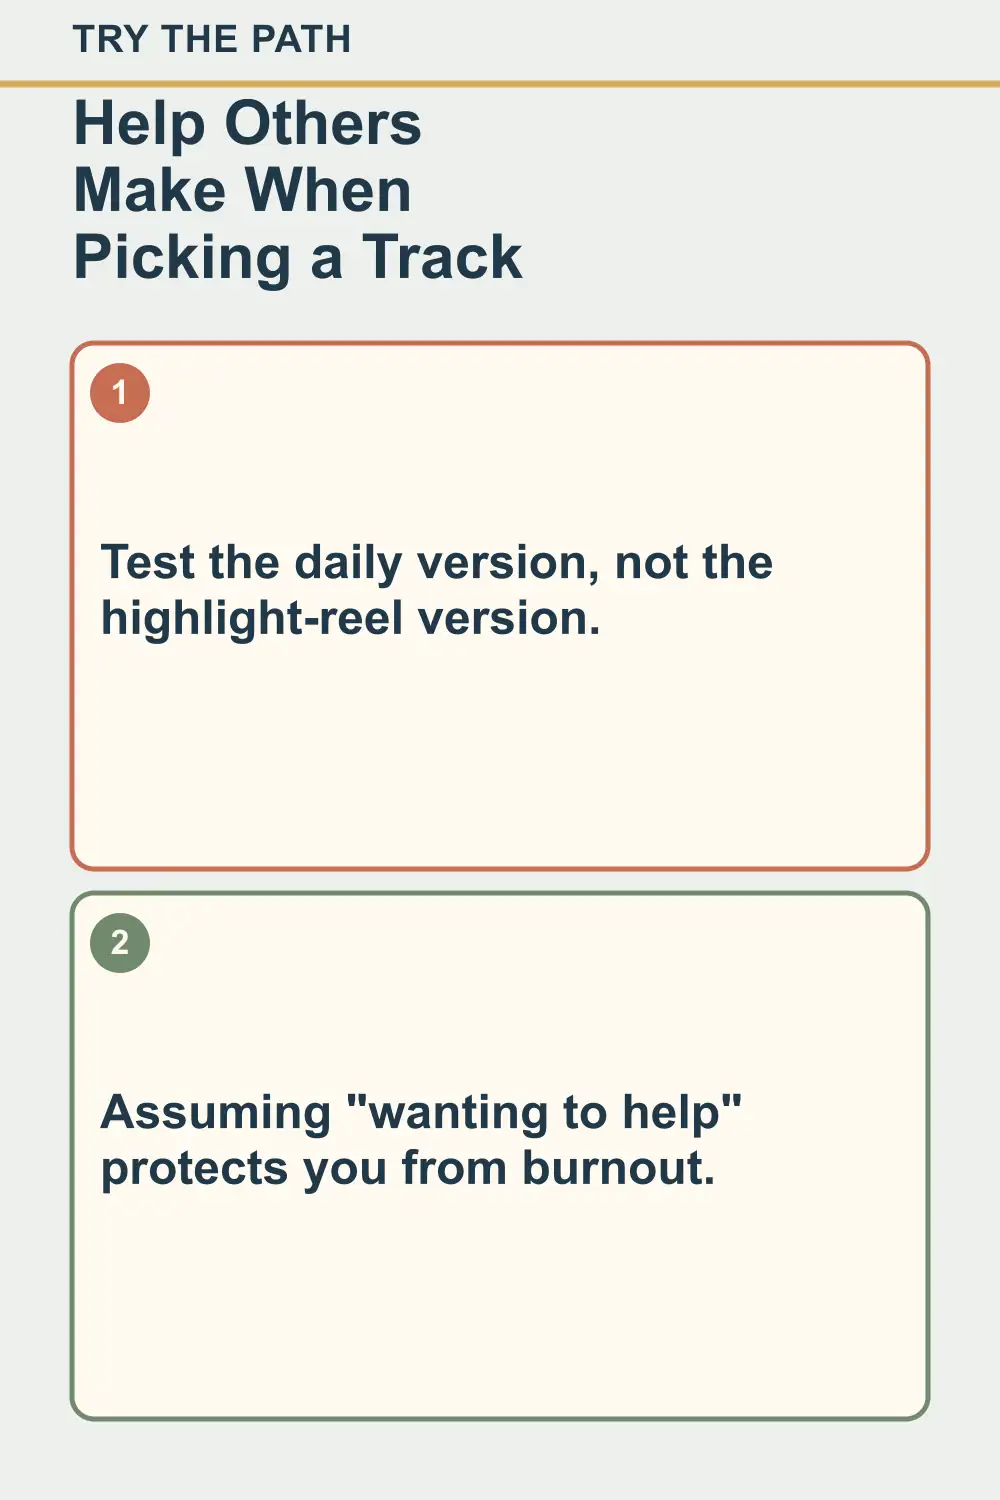 TRY THE PATH
Help Others
Make When
Picking a Track
1
Test the daily version, not the
highlight-reel version.
2
Assuming "wanting to help"
protects you from burnout.